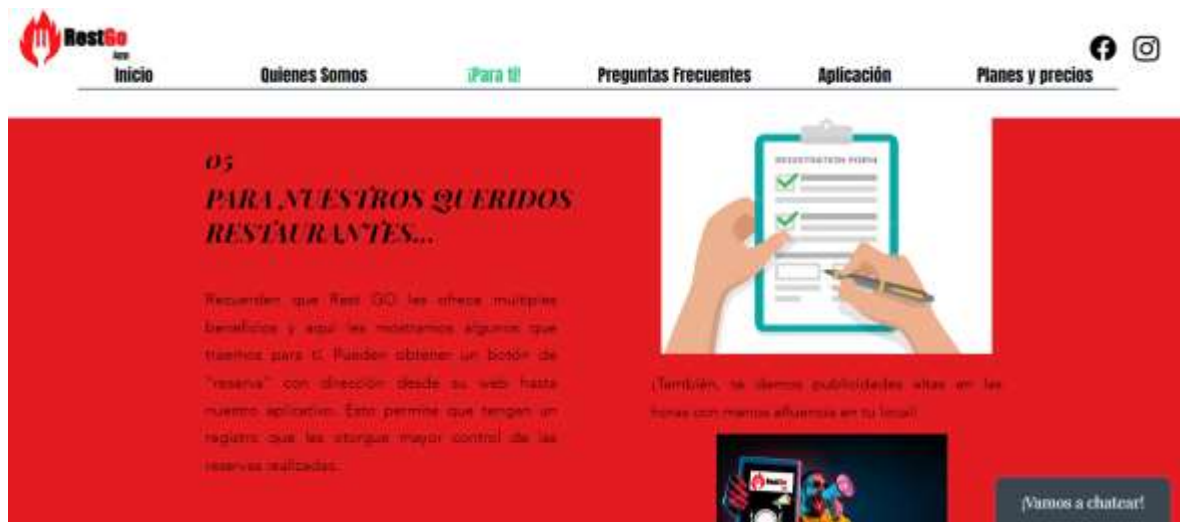 RestGo
App
Inicio
Quienes Somos
¡Para ti!
Preguntas Frecuentes
Aplicación
Planes y precios
05
PARA NUESTROS QUERIDOS
RESTAURANTES...
Recuerden que Rest GO les ofrece multiples
beneficios y aquí les mostramos algunos que
traemos para ti. Pueden obtener un botón de
"reserva" con dirección desde su web hasta
nuestro aplicativo. Esto permite que tengan un
registro que les otorgue mayor control de las
reservas realizadas.
REGISTRATION FORM
¡También, te damos publicidades altas en las
horas con menos afluencia en tu local!
RestGo
¡Vamos a chatear!